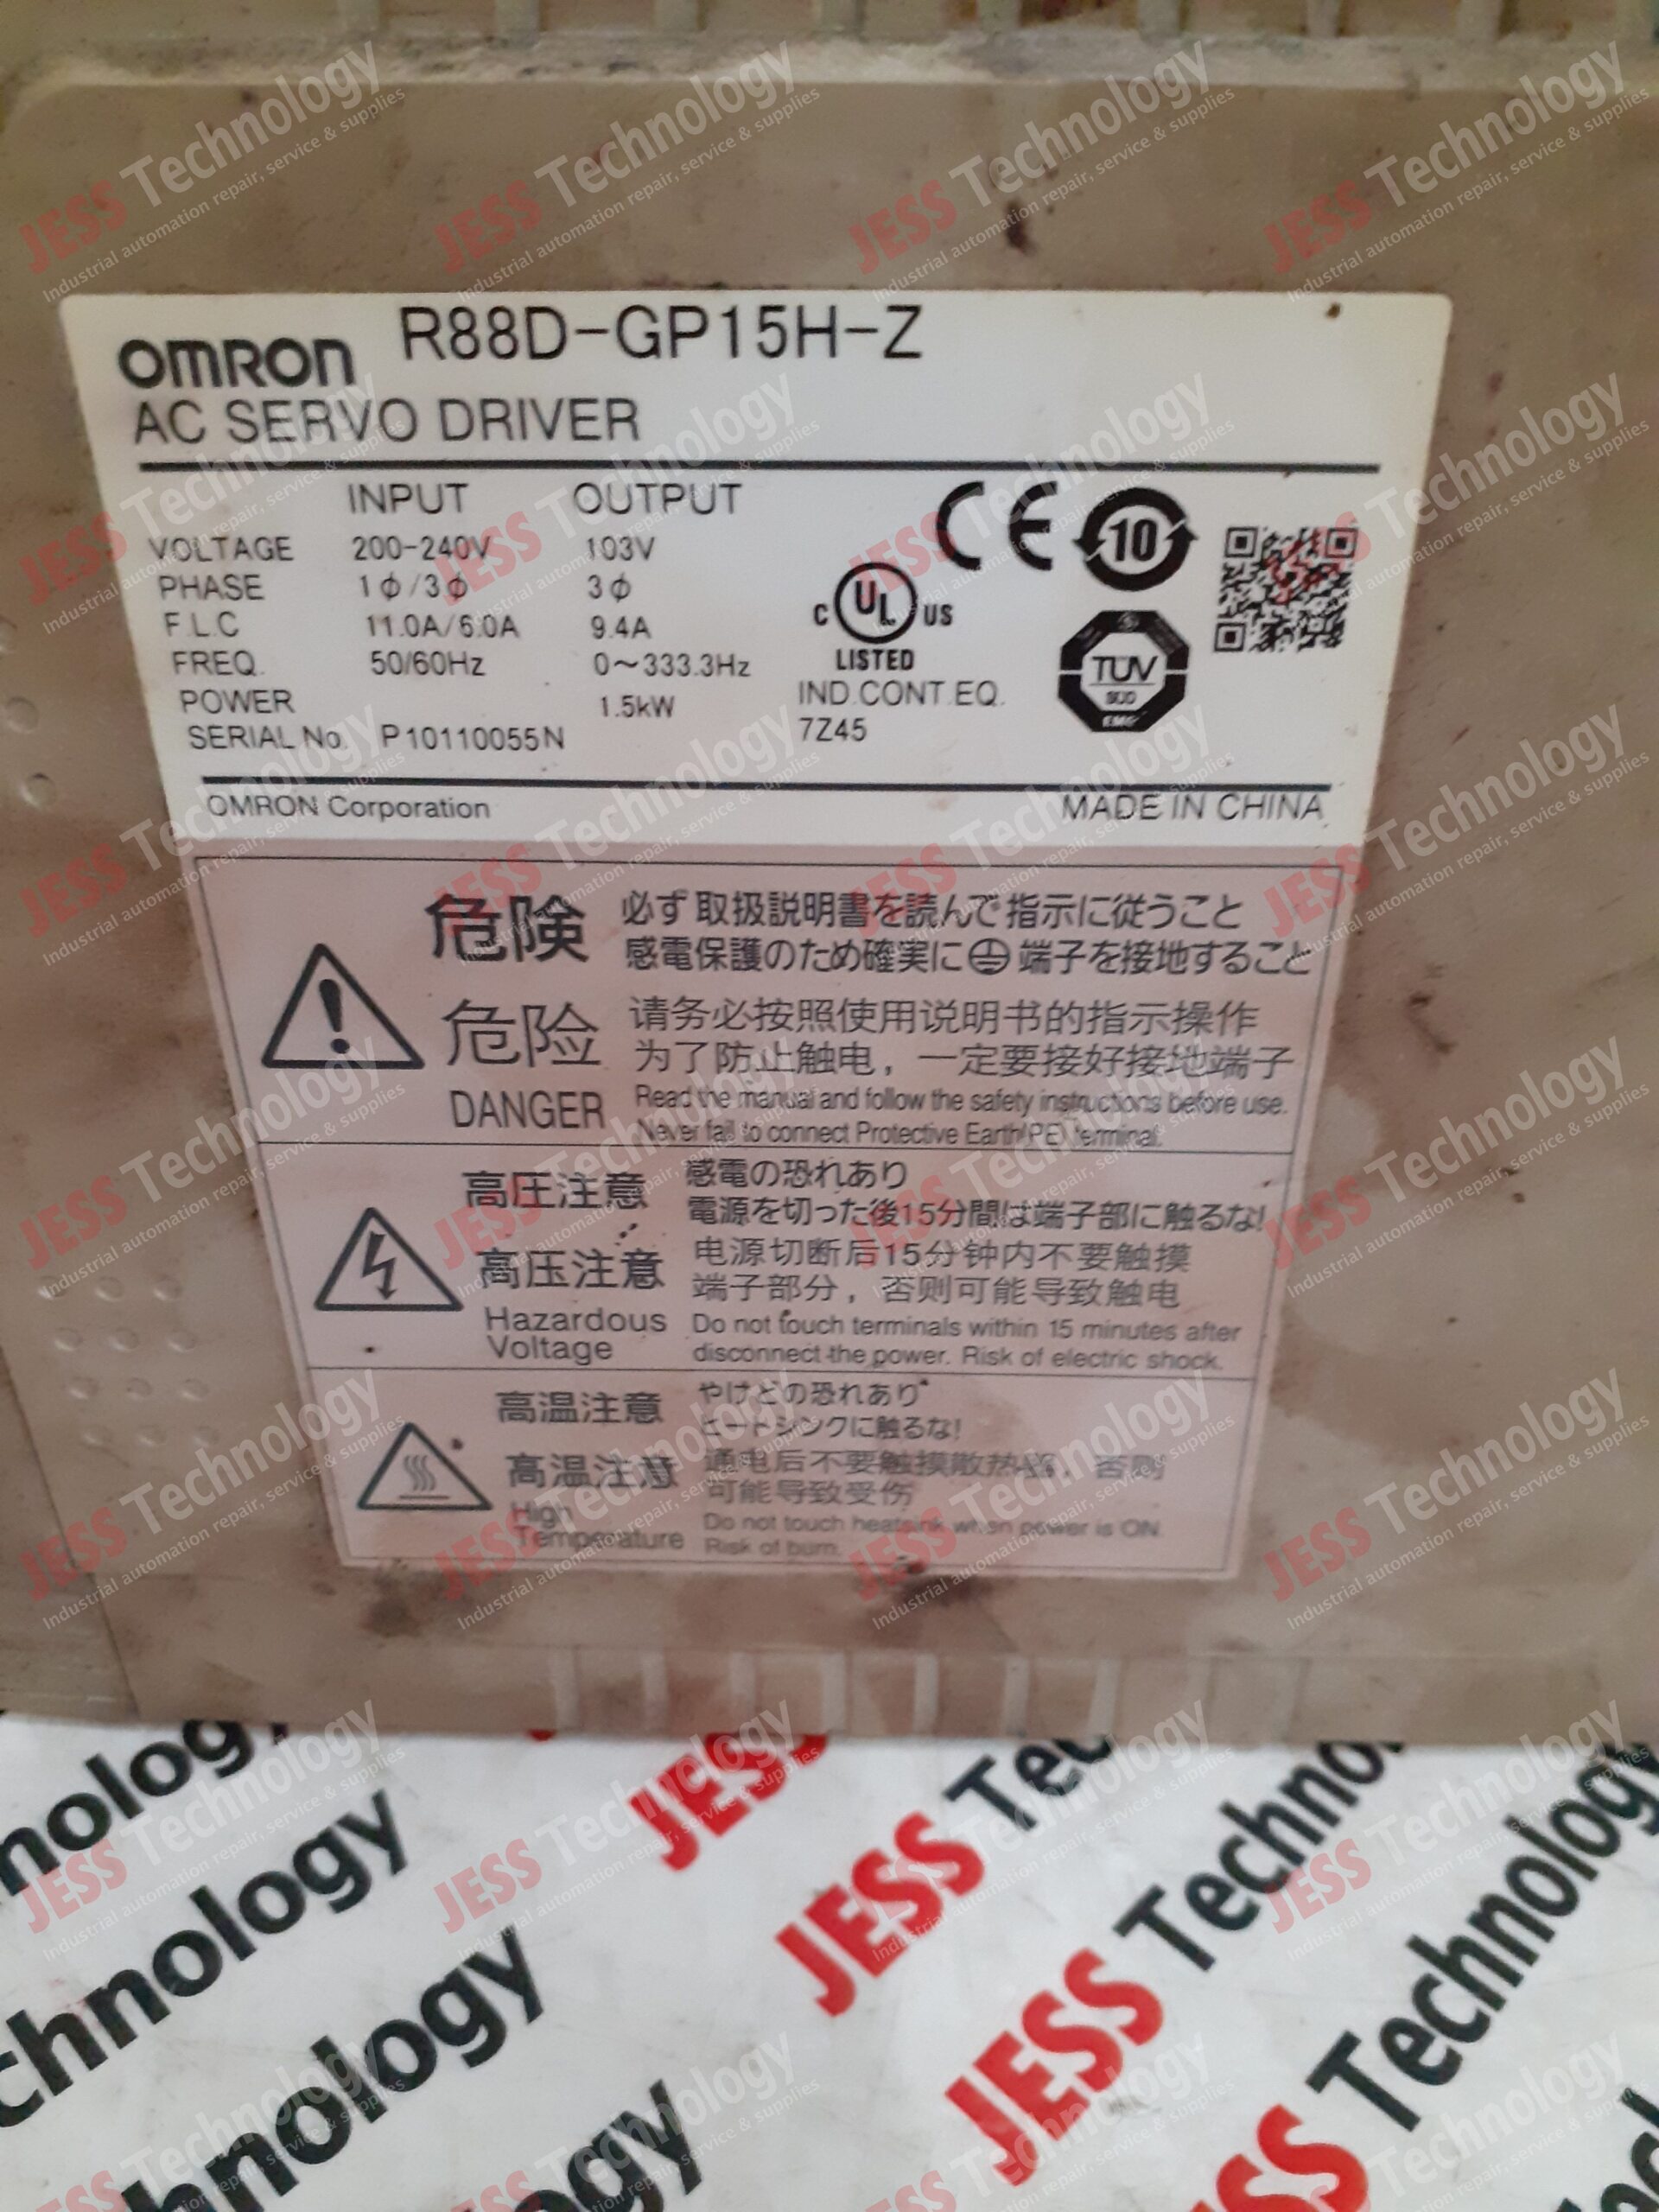 OMRON R88D-GP15H-Z
AC SERVO DRIVER
INPUT OUTPUT
VOLTAGE 200-240V 103V
PHASE 1ϕ/3ϕ 3ϕ
F.L.C 11.0A/6.0A 9.4A
FREQ. 50/60Hz 0~333.3Hz
POWER 1.5kW
SERIAL No. P10110055N
CE
10
C UL US
LISTED
IND.CONT.EQ.
7Z45
TUV
OMRON Corporation MADE IN CHINA
危険 必ず取扱説明書を読んで指示に従うこと
感電保護のため確実に⏚端子を接地すること
危险 请务必按照使用说明书的指示操作
为了防止触电，一定要接好接地端子
DANGER Read the manual and follow the safety instructions before use.
Never fail to connect Protective Earth(PE) terminal.
高圧注意 感電の恐れあり
電源を切った後15分間は端子部に触るな!
高压注意 电源切断后15分钟内不要触摸
端子部分，否则可能导致触电
Hazardous Do not touch terminals within 15 minutes after
Voltage disconnect the power. Risk of electric shock.
高温注意 やけどの恐れあり
ヒートシンクに触るな!
高温注意 通电后不要触摸散热器，否则
可能导致受伤
High
Temperature Do not touch heatsink when power is ON.
Risk of burn.
JESS Technology
Industrial automation repair, service & supplies